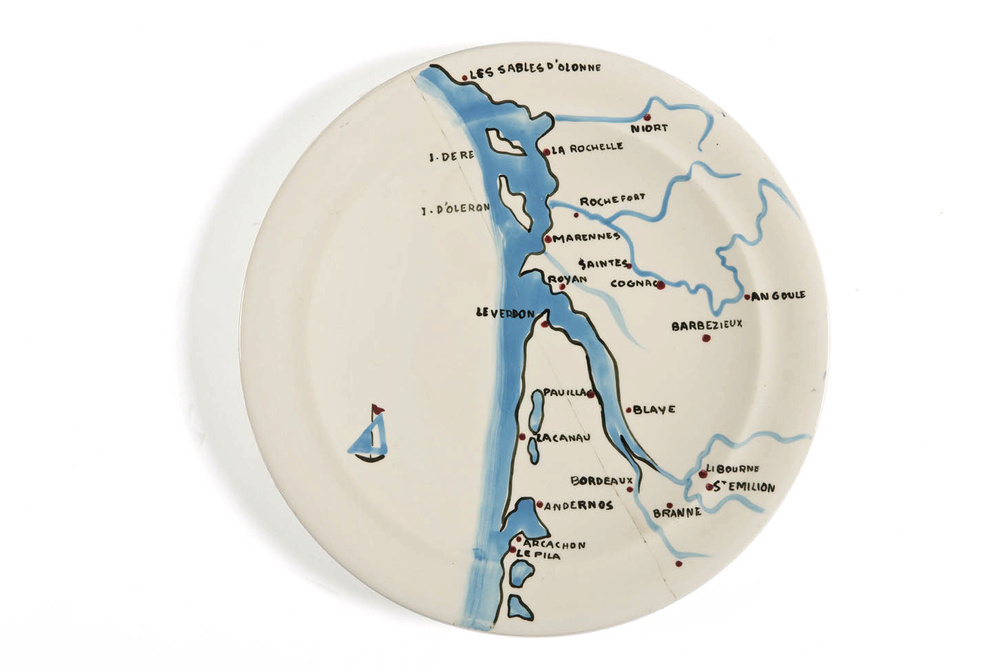 LES SABLES D'OLONNE
NIORT
I. DE RE
LA ROCHELLE
ROCHEFORT
I. D'OLERON
MARENNES
SAINTES
ROYAN
COGNAC
ANGOULE
LE VERDON
BARBEZIEUX
PAUILLAC
BLAYE
LACANAU
LIBOURNE
BORDEAUX
ST EMILION
ANDERNOS
BRANNE
ARCACHON
LE PILA